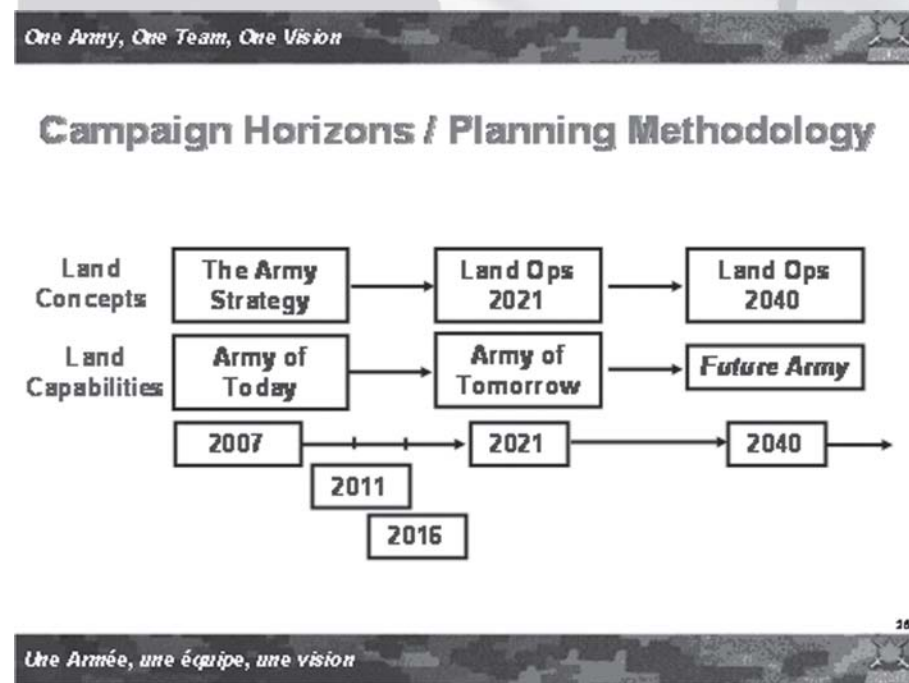 One Army, One Team, One Vision
Campaign Horizons / Planning Methodology
Land
Concepts
The Army
Strategy
Land Ops
2021
Land Ops
2040
Land
Capabilities
Army of
Today
Army of
Tomorrow
Future Army
2007
2021
2040
2011
2016
Une Armée, une équipe, une vision